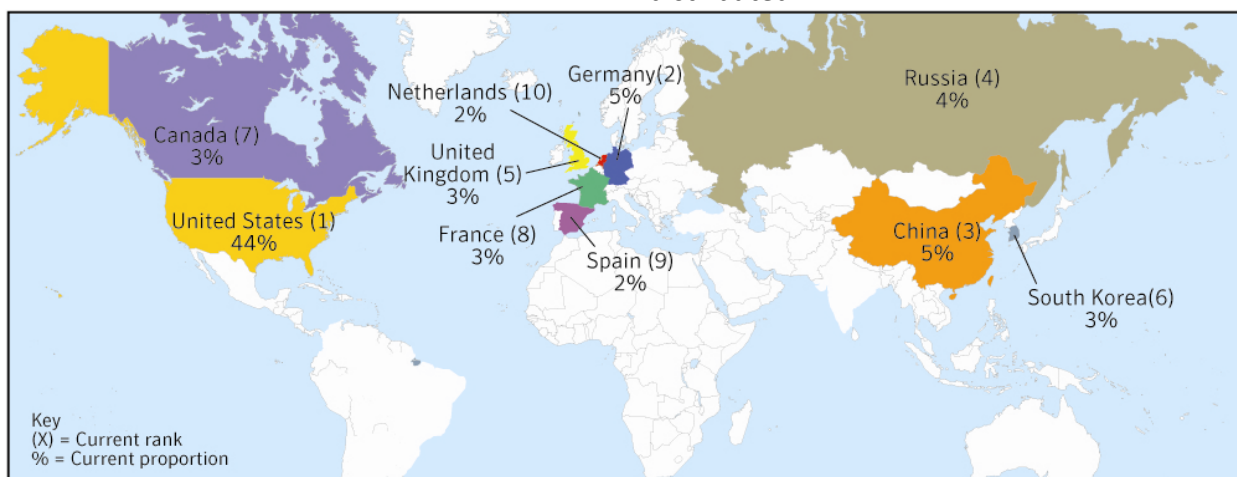 Germany(2)
5%
Netherlands (10)
2%
Russia (4)
4%
Canada (7)
3%
United
Kingdom (5)
3%
United States (1)
44%
France (8)
3%
Spain (9)
2%
China (3)
5%
South Korea(6)
3%
Key
(X) = Current rank
% = Current proportion